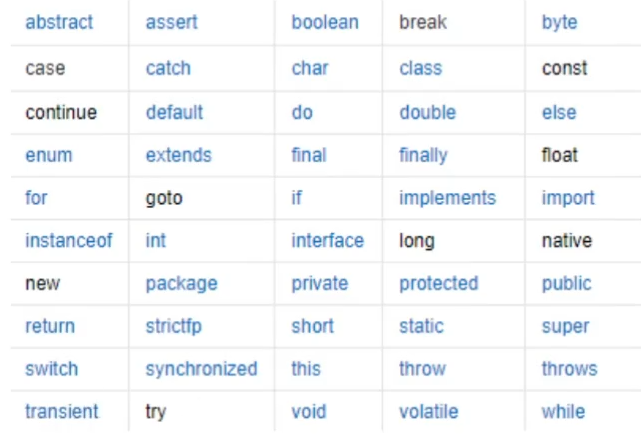 abstract assert boolean break byte
case catch char class const
continue default do double else
enum extends final finally float
for goto if implements import
instanceof int interface long native
new package private protected public
return strictfp short static super
switch synchronized this throw throws
transient try void volatile while